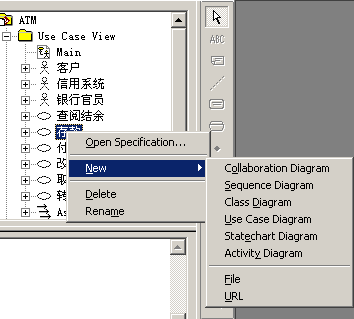 ATM
Use Case View
Main
客户
信用系统
银行官员
查阅结余
存
付
改
取
转
As
Open Specification...
New
Delete
Rename
Collaboration Diagram
Sequence Diagram
Class Diagram
Use Case Diagram
Statechart Diagram
Activity Diagram
File
URL
ABC